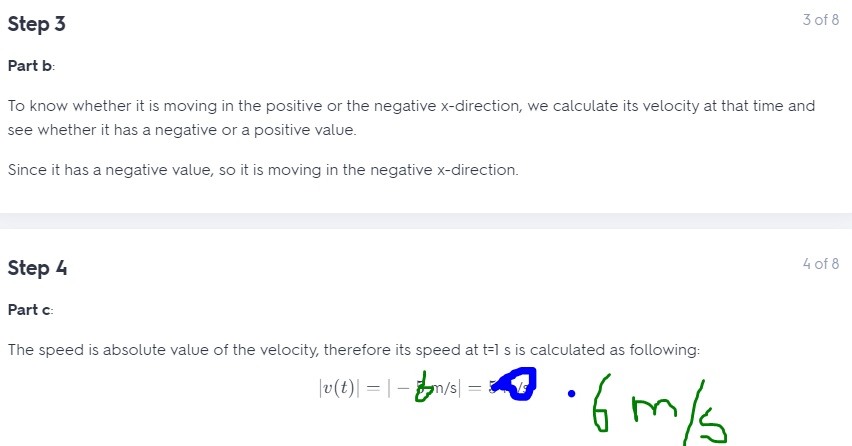 Step 3
3 of 8
Part b:
To know whether it is moving in the positive or the negative x-direction, we calculate its velocity at that time and
see whether it has a negative or a positive value.
Since it has a negative value, so it is moving in the negative x-direction.
Step 4
4 of 8
Part c:
The speed is absolute value of the velocity, therefore its speed at t=1 s is calculated as following:
|v(t)| = | − 6 m/s| = 6 m/s